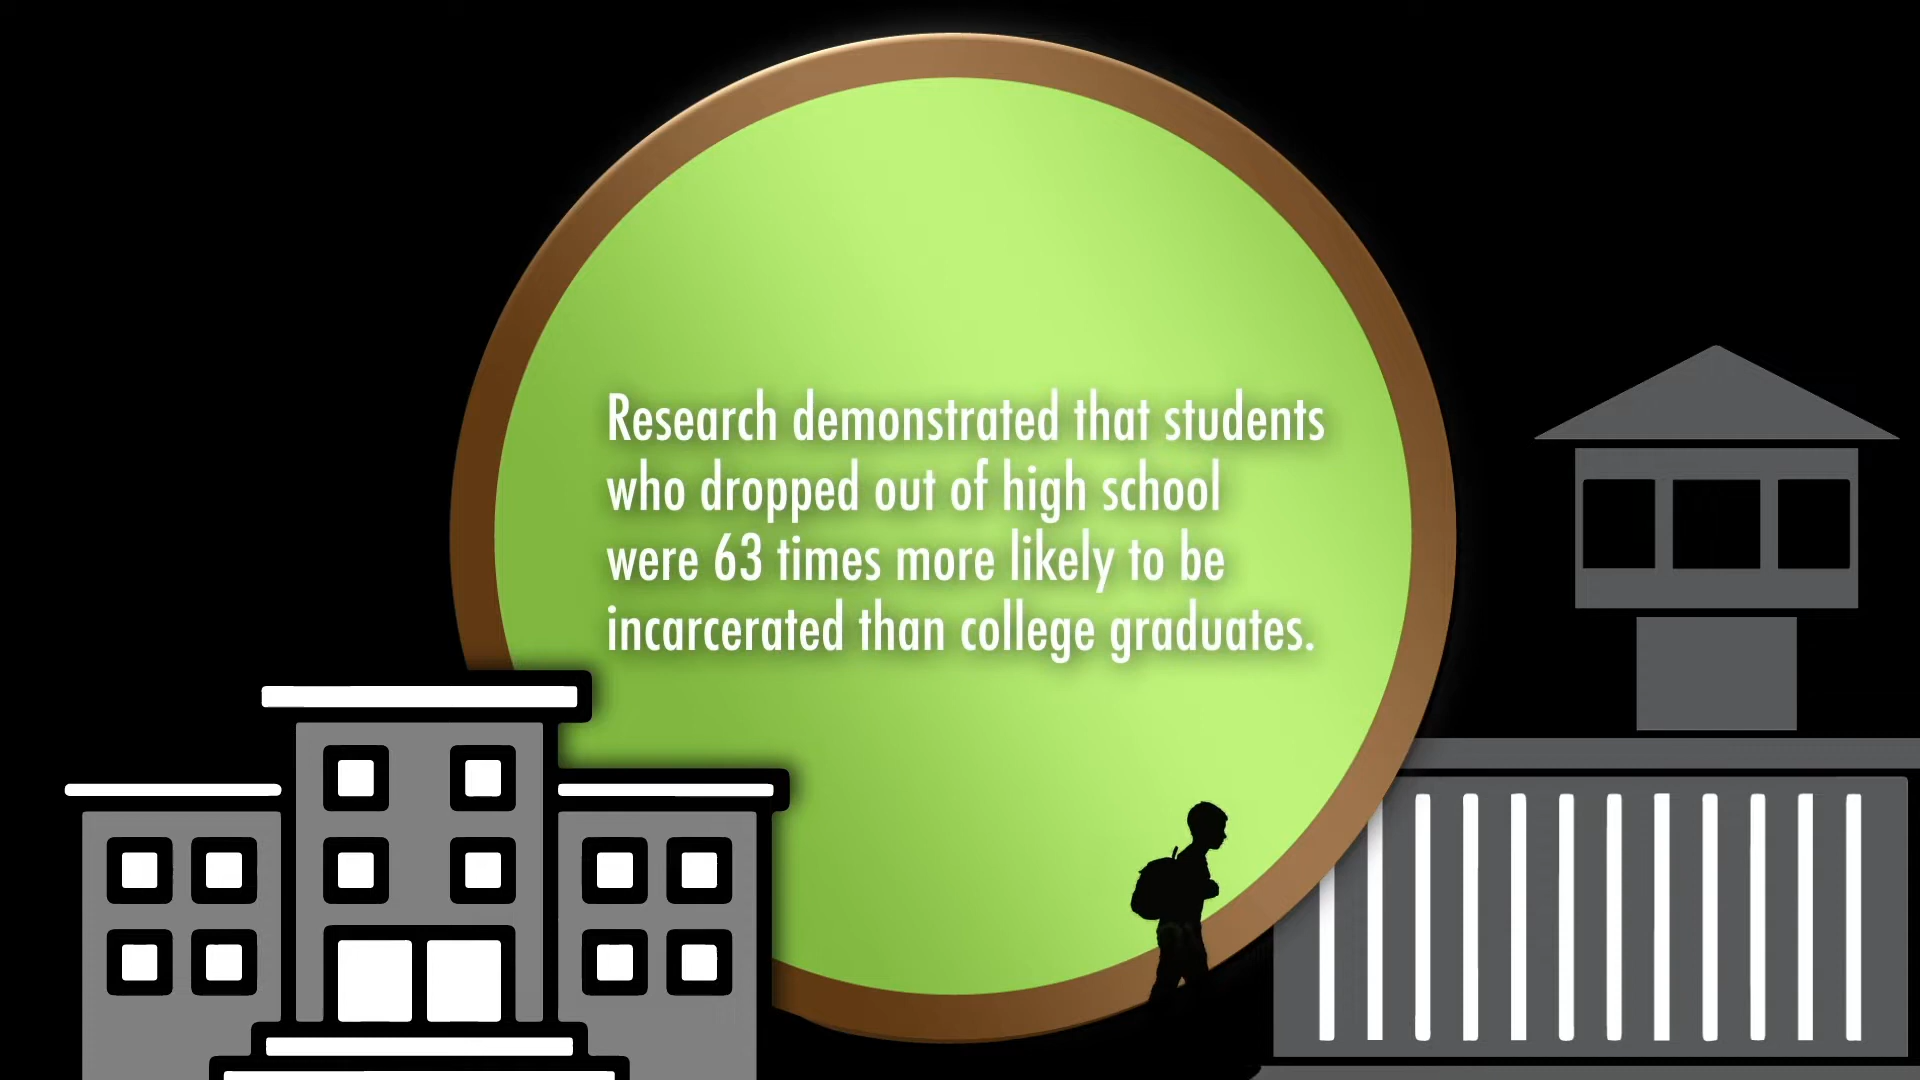 Research demonstrated that students
who dropped out of high school
were 63 times more likely to be
incarcerated than college graduates.